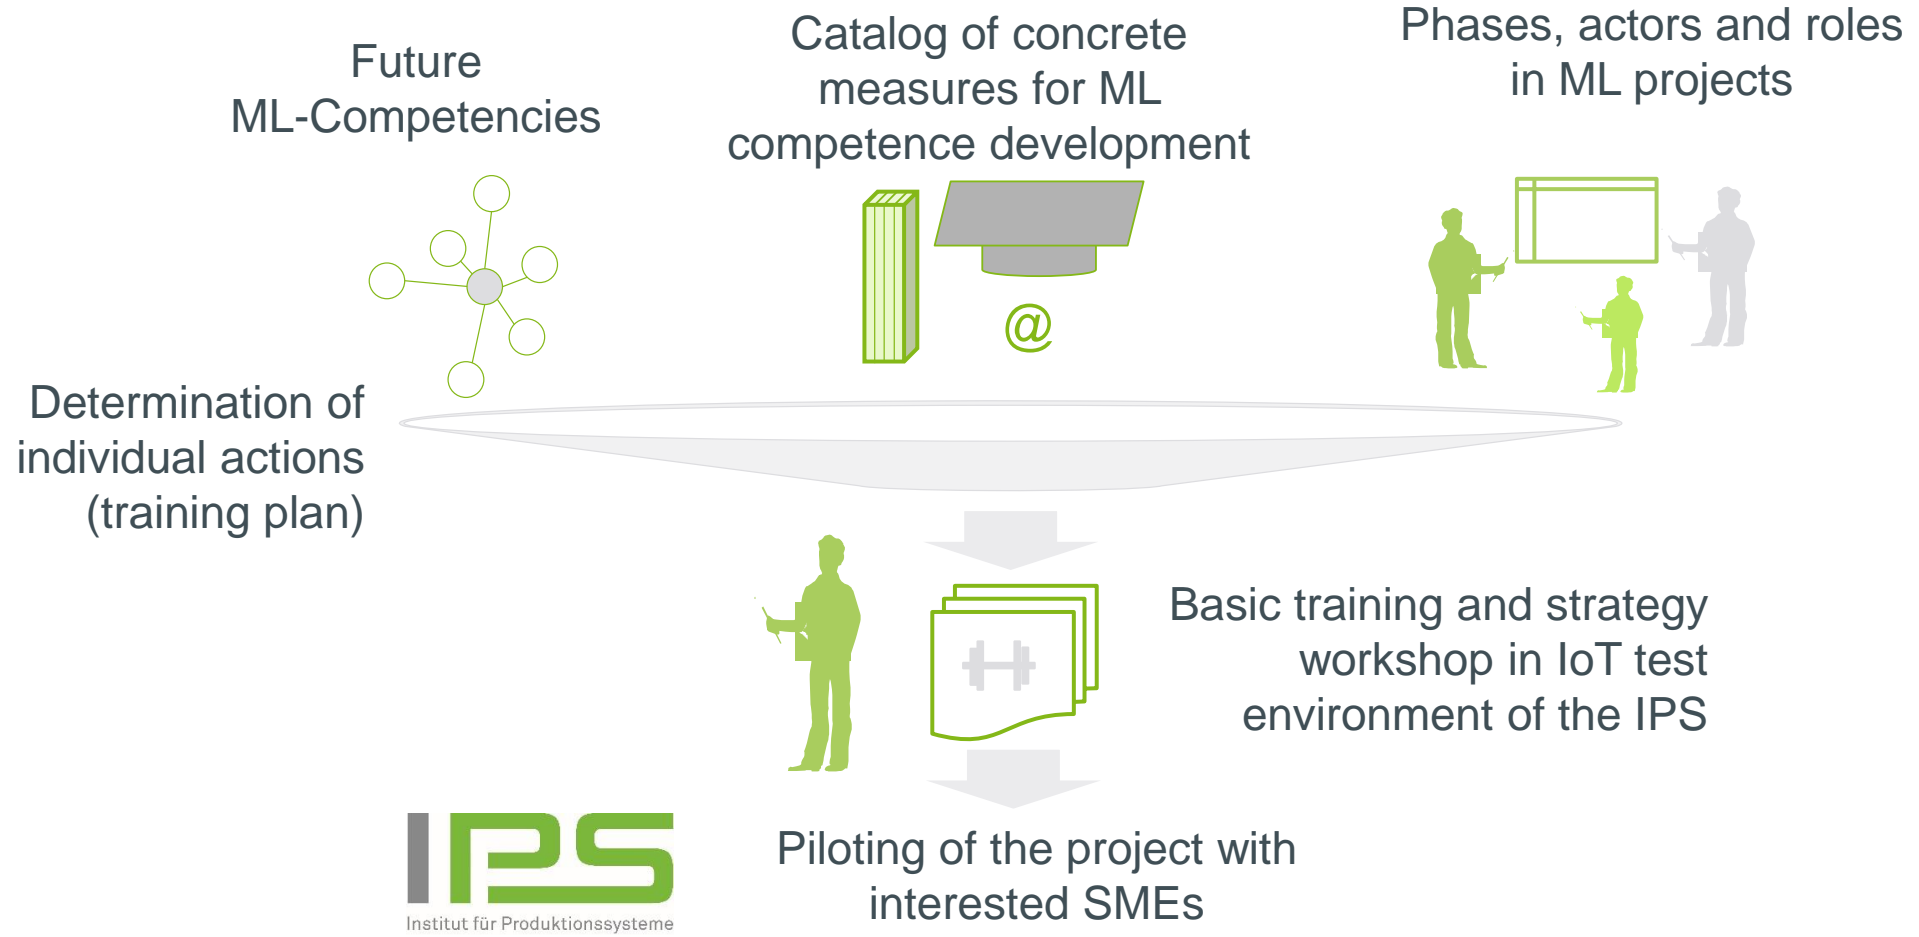 Future
ML-Competencies
Catalog of concrete
measures for ML
competence development
Phases, actors and roles
in ML projects
@
Determination of
individual actions
(training plan)
Basic training and strategy
workshop in IoT test
environment of the IPS
IPS
Institut für Produktionssysteme
Piloting of the project with
interested SMEs